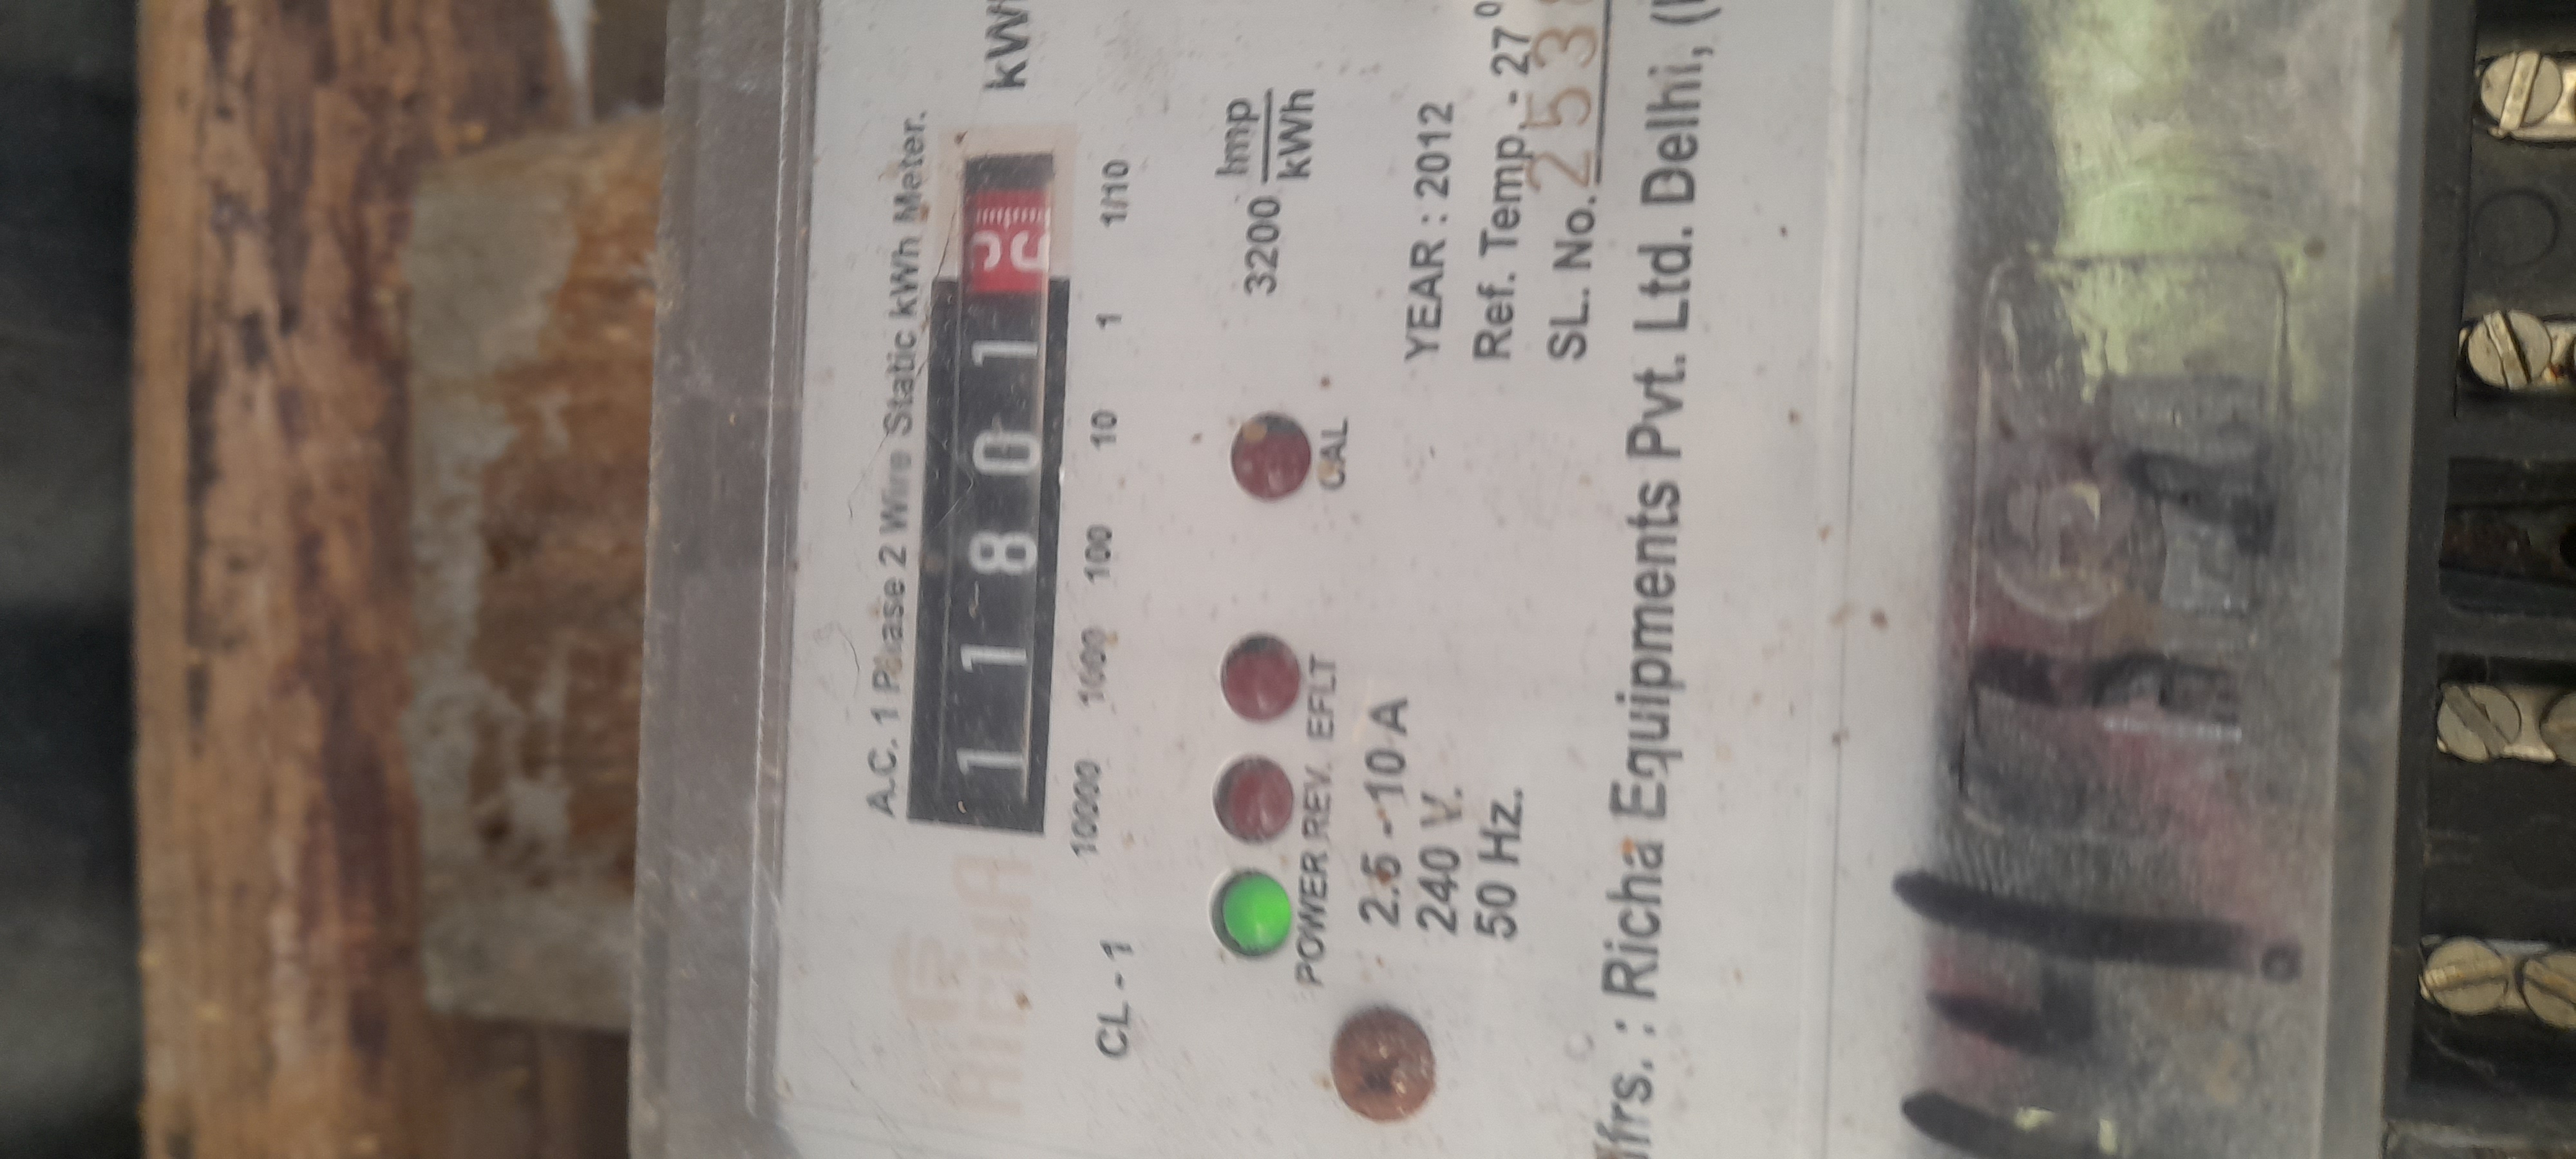 A.C. 1 Phase 2 Wire Static kWh Meter.
RICHA
1 1 8 0 1
10000 1000 100 10 1 1/10
CL - 1
3200 Imp/kWh
POWER REV. EFLT CAL
2.5 - 10 A
240 V.
50 Hz.
YEAR : 2012
Ref. Temp. - 27
SL. No. 253
Richa Equipments Pvt. Ltd. Delhi,